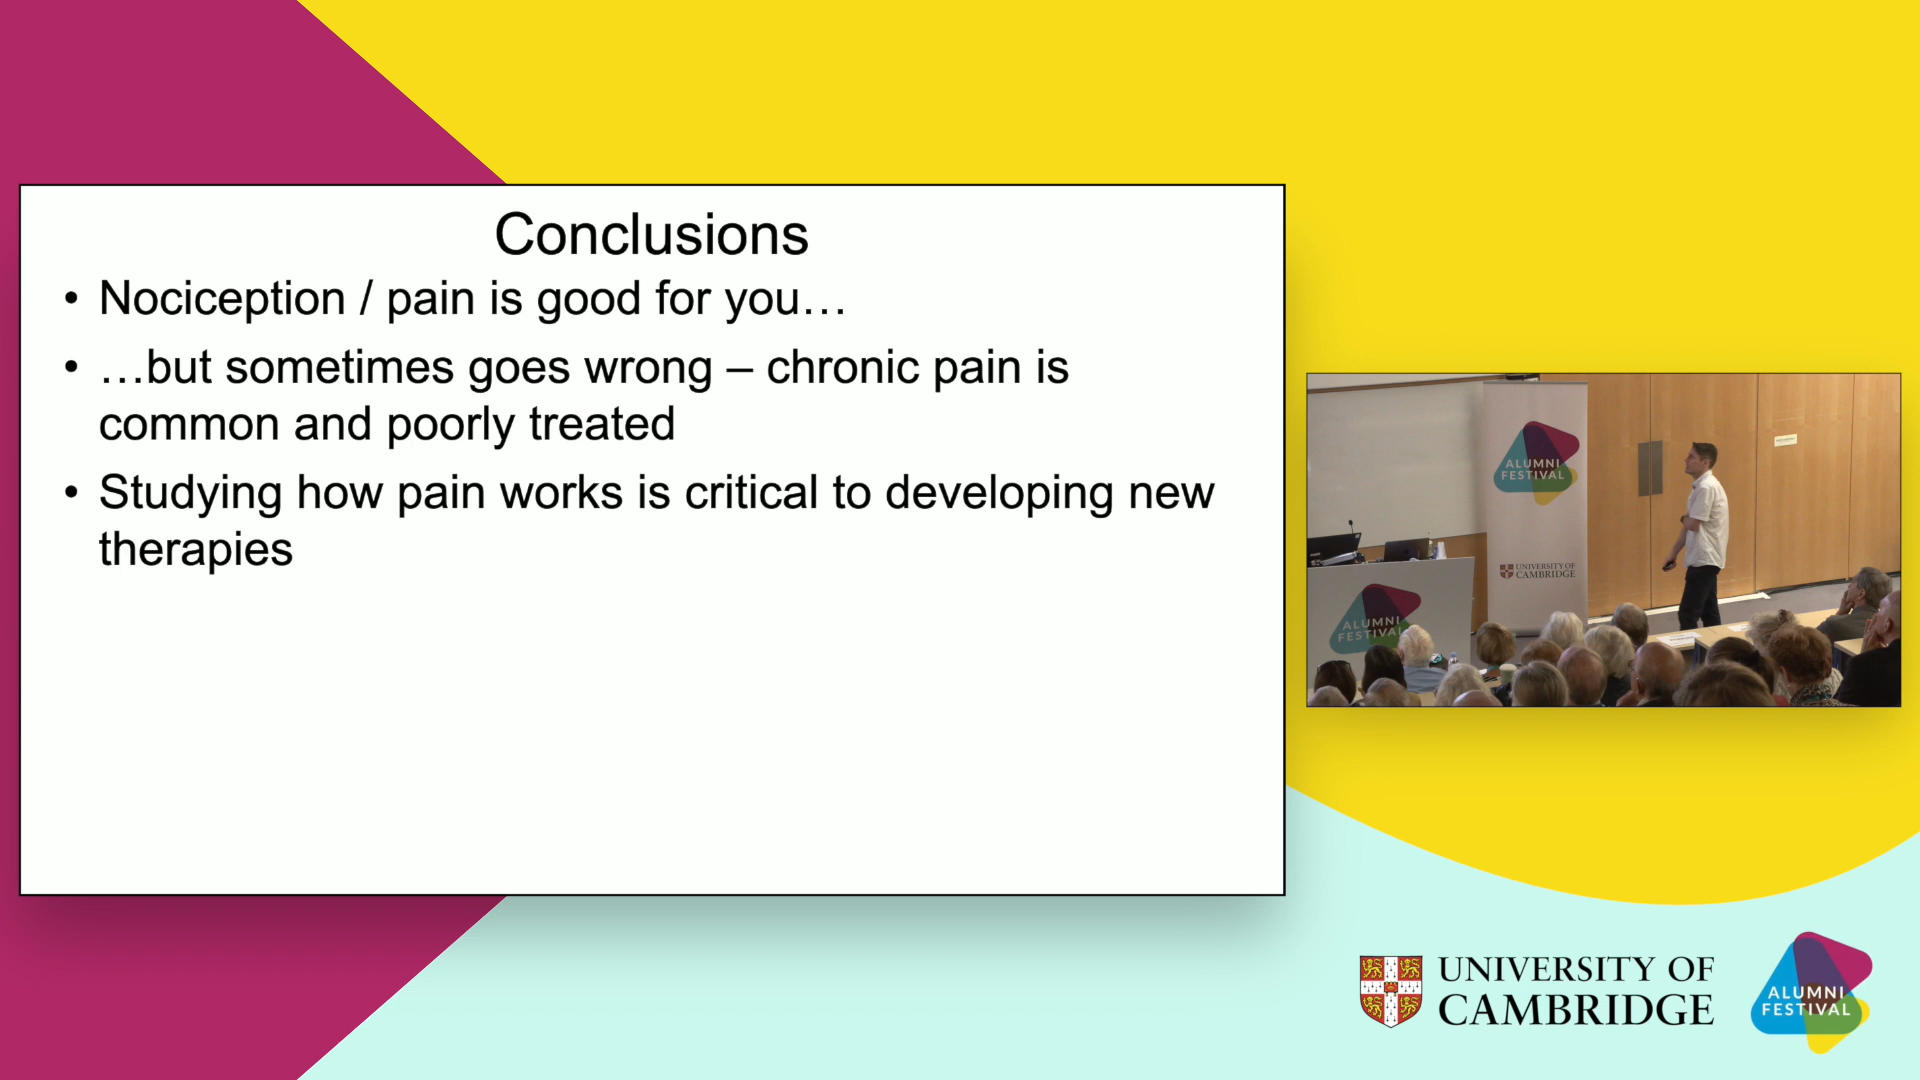 Conclusions
• Nociception / pain is good for you…
• …but sometimes goes wrong – chronic pain is
common and poorly treated
• Studying how pain works is critical to developing new
therapies
ALUMNI
FESTIVAL
UNIVERSITY OF
CAMBRIDGE
ALUMNI
FESTIVAL
UNIVERSITY OF
CAMBRIDGE
ALUMNI
FESTIVAL